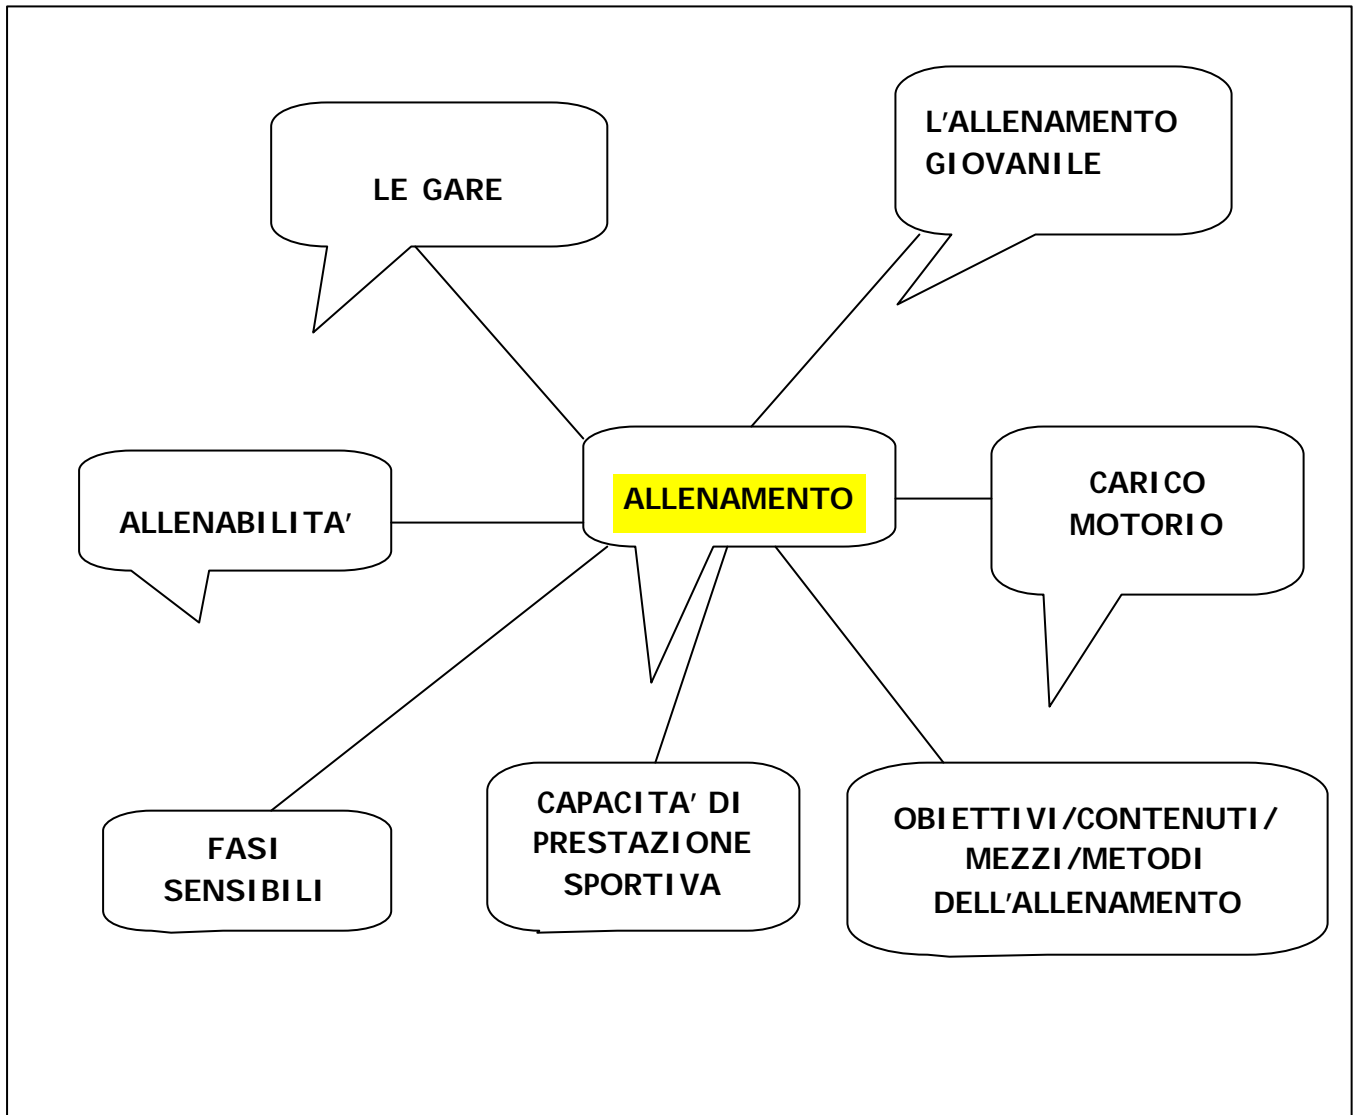 L'ALLENAMENTO
GIOVANILE
LE GARE
ALLENAMENTO
CARICO
MOTORIO
ALLENABILITA'
CAPACITA' DI
PRESTAZIONE
SPORTIVA
OBIETTIVI/CONTENUTI/
MEZZI/METODI
DELL'ALLENAMENTO
FASI
SENSIBILI